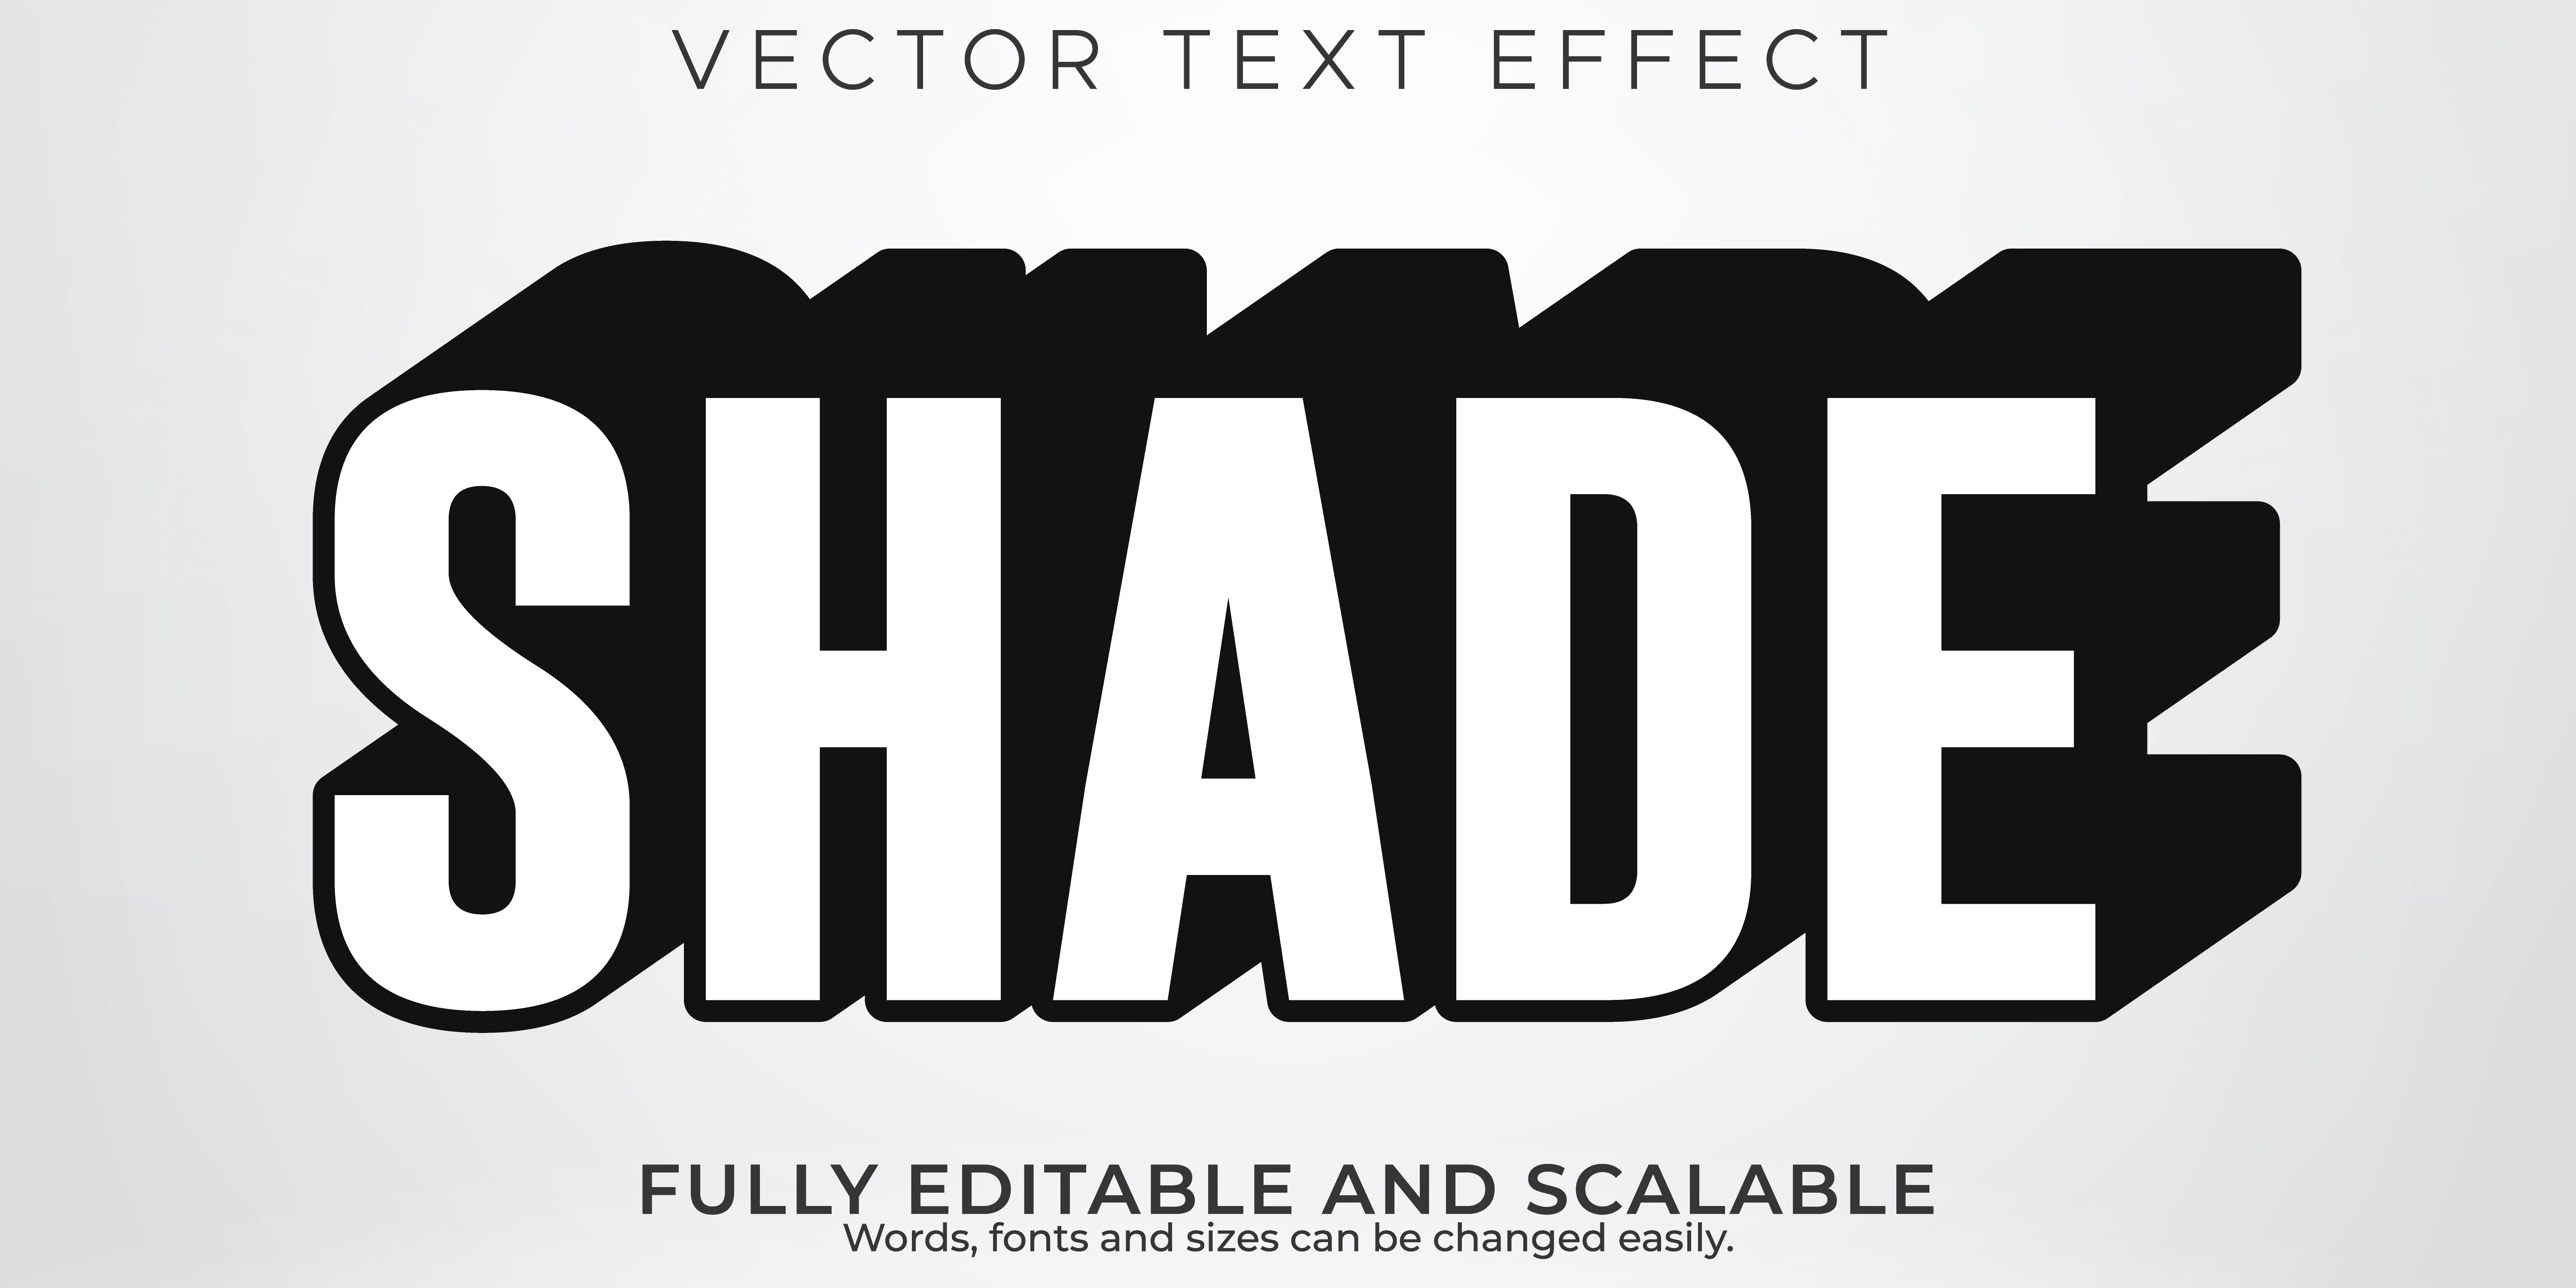 VECTOR TEXT EFFECT
SHADE
FULLY EDITABLE AND SCALABLE
Words, fonts and sizes can be changed easily.